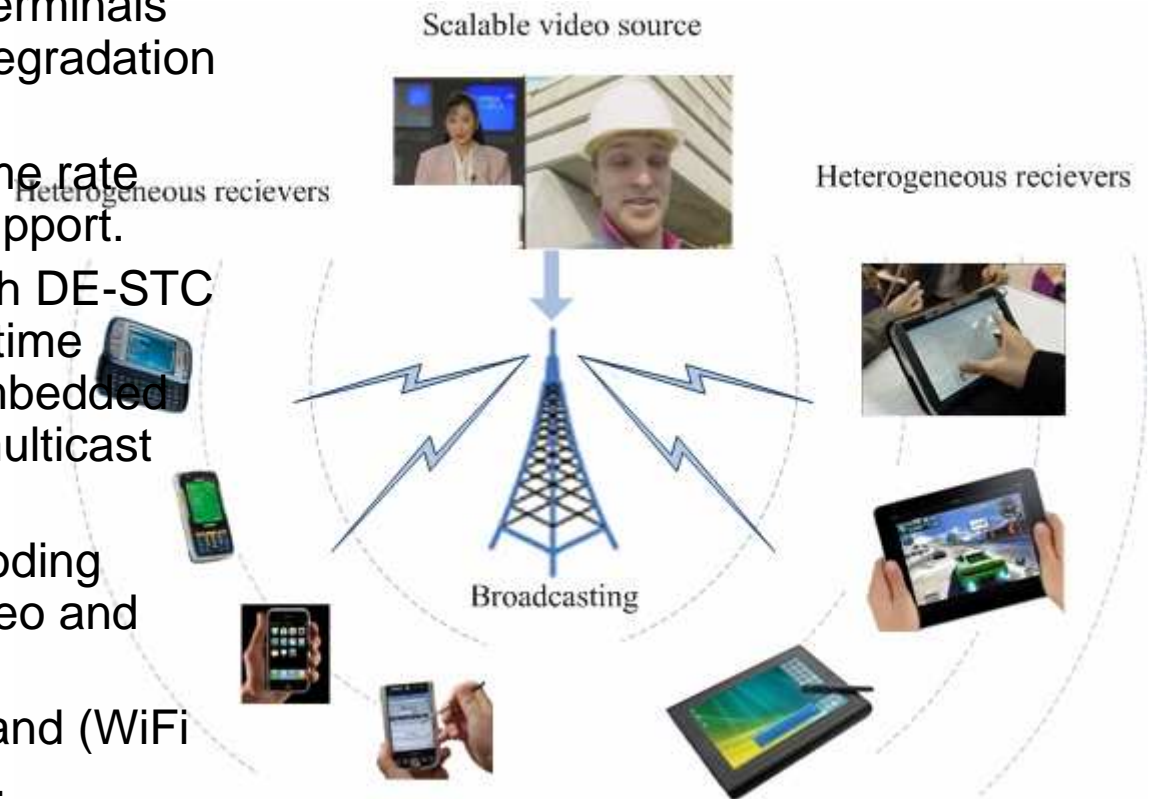 erminals
egradation
ne rate
pport.
h DE-STC
time
nbedded
ulticast
oding
eo and
and (WiFi
Scalable video source
Heterogeneous recievers
Heterogeneous recievers
Broadcasting